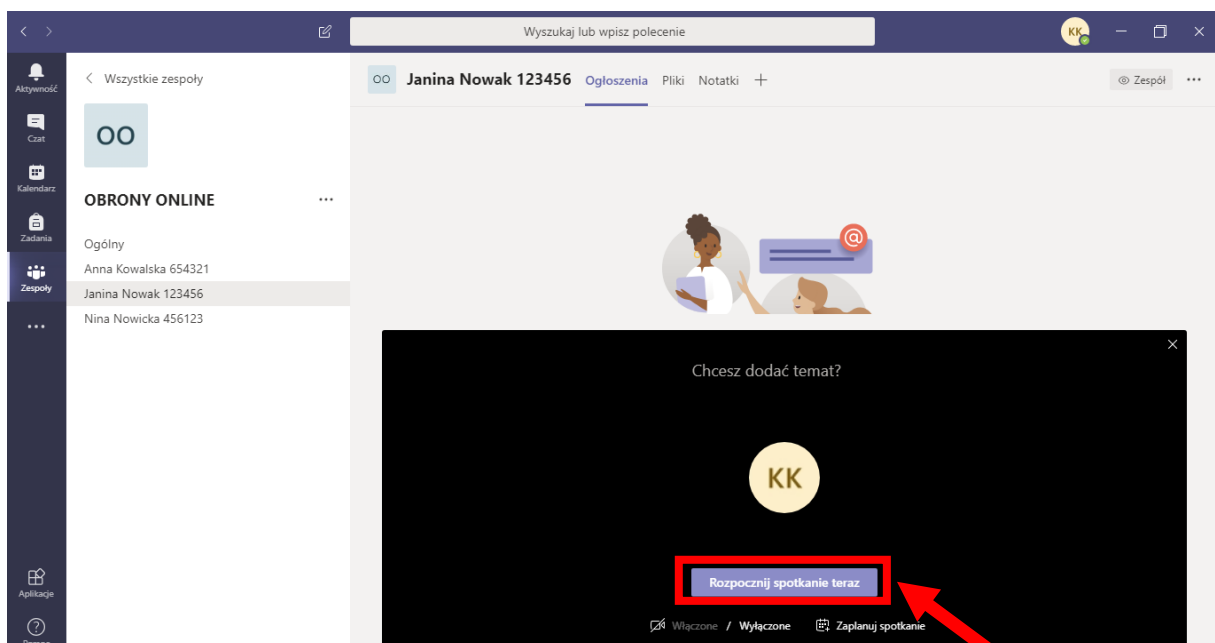 Wyszukaj lub wpisz polecenie
KK
Aktywność
Czat
Kalendarz
Zadania
Zespoły
Aplikacje
Wszystkie zespoły
OO
OBRONY ONLINE
Ogólny
Anna Kowalska 654321
Janina Nowak 123456
Nina Nowicka 456123
OO Janina Nowak 123456 Ogłoszenia Pliki Notatki
Zespół
@
Chcesz dodać temat?
KK
Rozpocznij spotkanie teraz
Włączone / Wyłączone Zaplanuj spotkanie